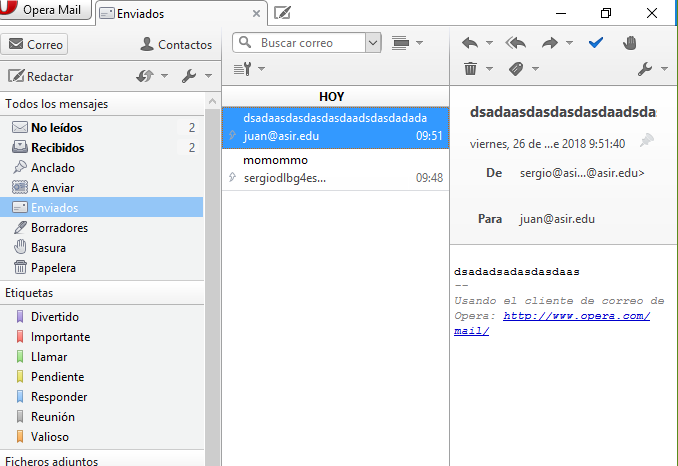 Opera Mail
Enviados
Correo
Contactos
Redactar
Todos los mensajes
No leídos 2
Recibidos 2
Anclado
A enviar
Enviados
Borradores
Basura
Papelera
Etiquetas
Divertido
Importante
Llamar
Pendiente
Responder
Reunión
Valioso
Ficheros adjuntos
Buscar correo
HOY
dsadaasdasdasdasdaadsdasdadada
juan@asir.edu 09:51
momommo
sergiodlbg4es... 09:48
dsadaasdasdasdasdaadsda
viernes, 26 de ...e 2018 9:51:40
De sergio@asi...@asir.edu>
Para juan@asir.edu
dsadadsadasdasdaas
--
Usando el cliente de correo de
Opera: http://www.opera.com/
mail/